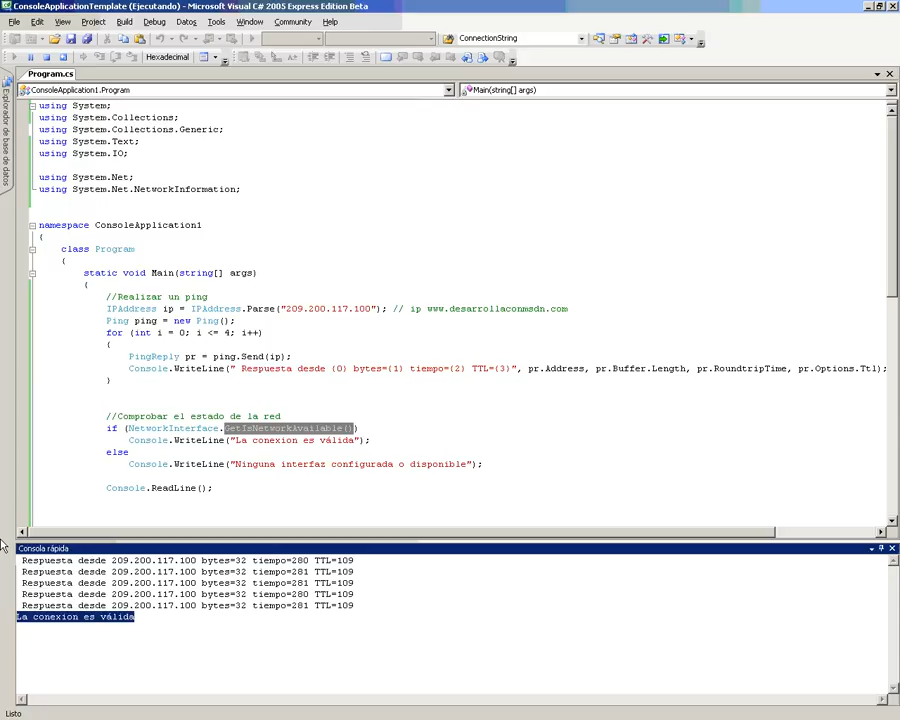 ConsoleApplicationTemplate (Ejecutando) - Microsoft Visual C# 2005 Express Edition Beta
File Edit View Project Build Debug Datos Tools Window Community Help
ConnectionString
Hexadecimal
Program.cs
ConsoleApplication1.Program
Main(string[] args)
Explorador de base de datos
using System;
using System.Collections;
using System.Collections.Generic;
using System.Text;
using System.IO;
using System.Net;
using System.Net.NetworkInformation;
namespace ConsoleApplication1
{
class Program
{
static void Main(string[] args)
{
//Realizar un ping
IPAddress ip = IPAddress.Parse("209.200.117.100"); // ip www.desarrollaconmsdn.com
Ping ping = new Ping();
for (int i = 0; i <= 4; i++)
{
PingReply pr = ping.Send(ip);
Console.WriteLine(" Respuesta desde {0} bytes={1} tiempo={2} TTL={3}", pr.Address, pr.Buffer.Length, pr.RoundtripTime, pr.Options.Ttl);
}
//Comprobar el estado de la red
if (NetworkInterface.GetIsNetworkAvailable())
Console.WriteLine("La conexion es válida");
else
Console.WriteLine("Ninguna interfaz configurada o disponible");
Console.ReadLine();
Consola rápida
Respuesta desde 209.200.117.100 bytes=32 tiempo=280 TTL=109
Respuesta desde 209.200.117.100 bytes=32 tiempo=281 TTL=109
Respuesta desde 209.200.117.100 bytes=32 tiempo=281 TTL=109
Respuesta desde 209.200.117.100 bytes=32 tiempo=280 TTL=109
Respuesta desde 209.200.117.100 bytes=32 tiempo=281 TTL=109
La conexion es válida
Listo